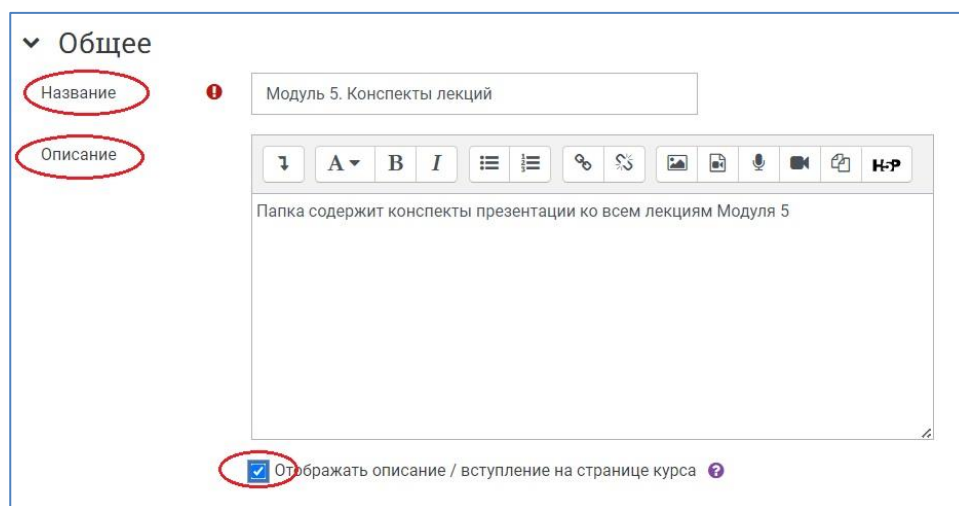 Общее
Название
Модуль 5. Конспекты лекций
Описание
A B I H-P
Папка содержит конспекты презентации ко всем лекциям Модуля 5
Отображать описание / вступление на странице курса